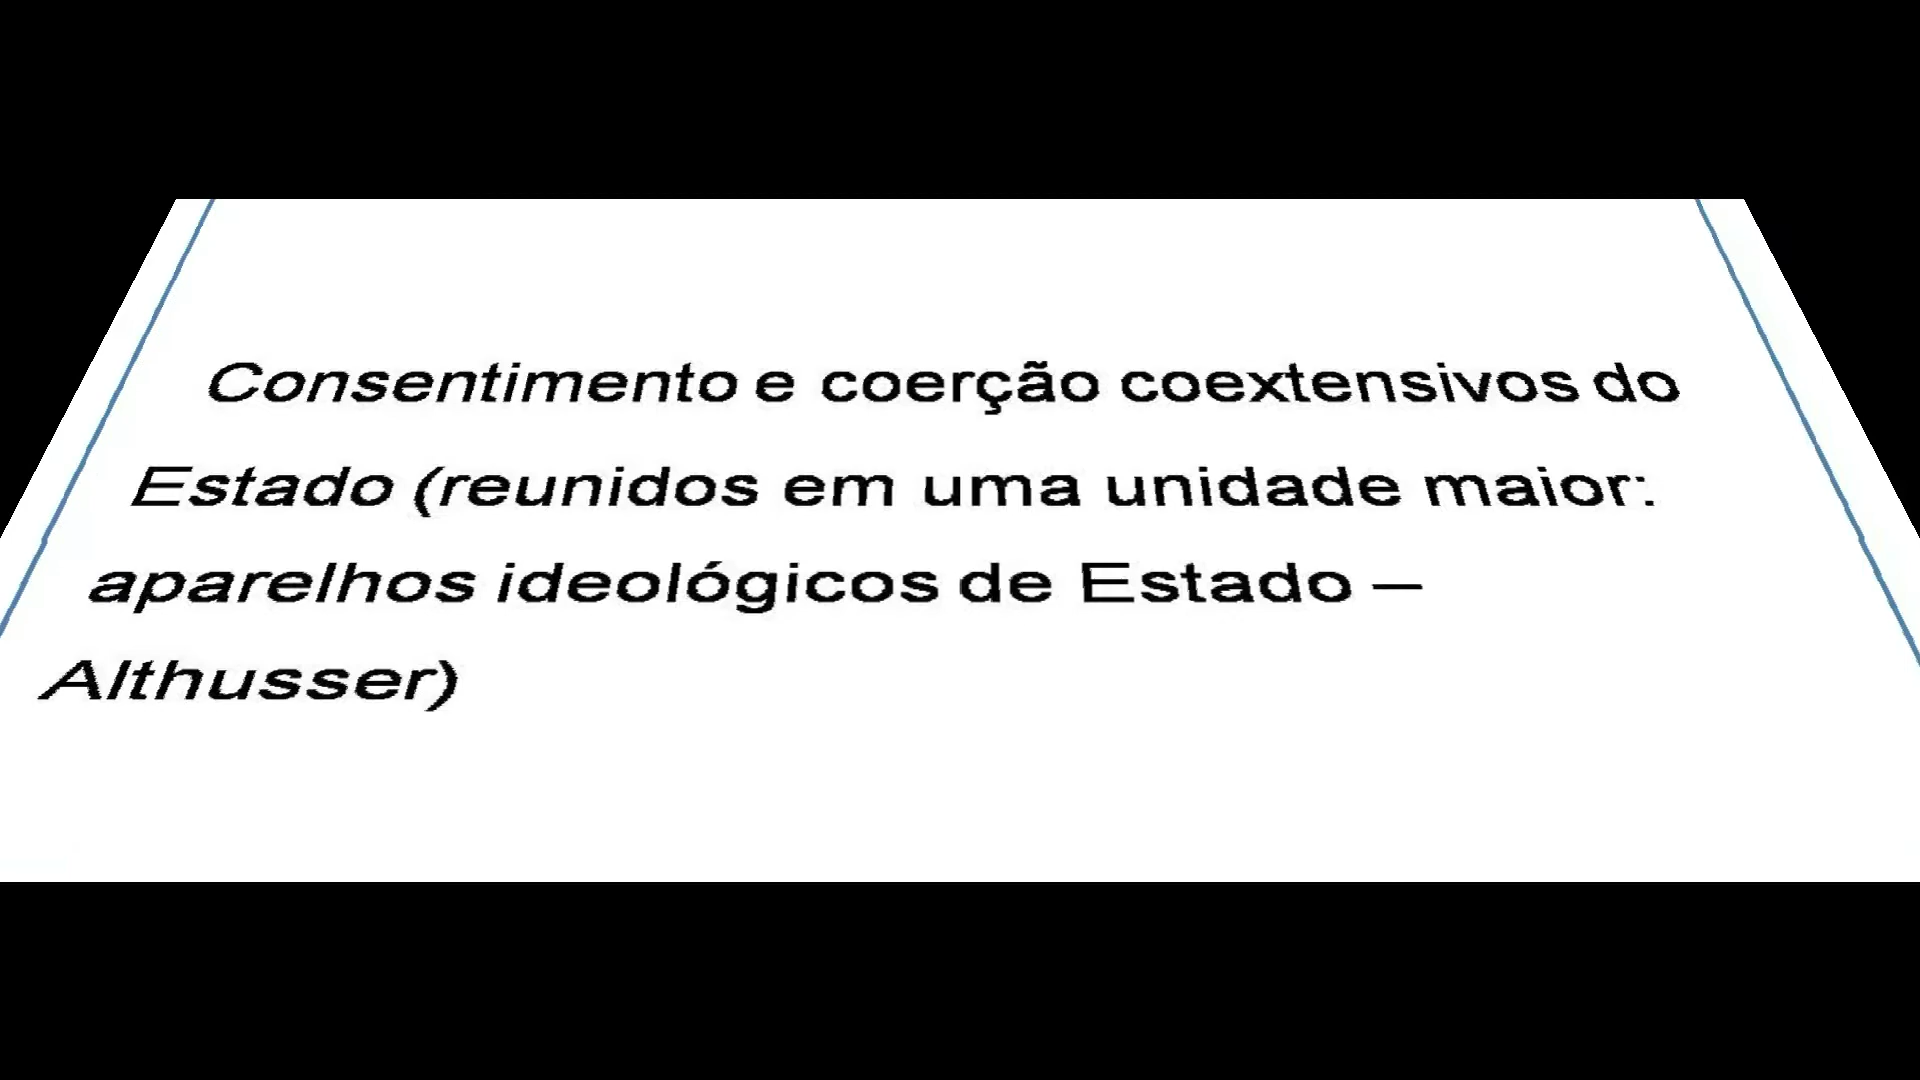 Consentimento e coerção coextensivos do
Estado (reunidos em uma unidade maior:
aparelhos ideológicos de Estado –
Althusser)